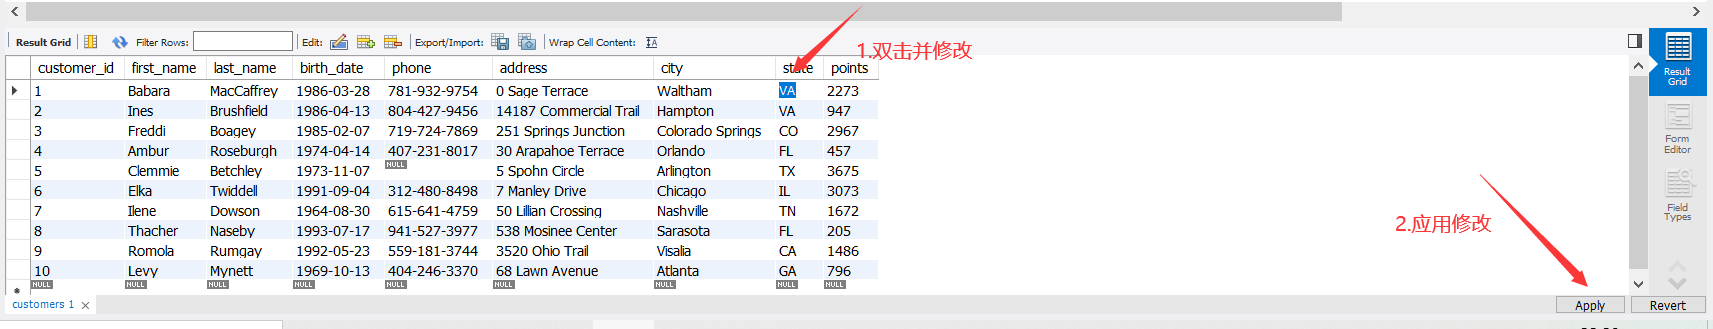 Result Grid Filter Rows: Edit: Export/Import: Wrap Cell Content: IA
1.双击并修改
customer_id first_name last_name birth_date phone address city state points
1 Babara MacCaffrey 1986-03-28 781-932-9754 0 Sage Terrace Waltham VA 2273
2 Ines Brushfield 1986-04-13 804-427-9456 14187 Commercial Trail Hampton VA 947
3 Freddi Boagey 1985-02-07 719-724-7869 251 Springs Junction Colorado Springs CO 2967
4 Ambur Roseburgh 1974-04-14 407-231-8017 30 Arapahoe Terrace Orlando FL 457
5 Clemmie Betchley 1973-11-07 NULL 5 Spohn Circle Arlington TX 3675
6 Elka Twiddell 1991-09-04 312-480-8498 7 Manley Drive Chicago IL 3073
7 Ilene Dowson 1964-08-30 615-641-4759 50 Lillian Crossing Nashville TN 1672
8 Thacher Naseby 1993-07-17 941-527-3977 538 Mosinee Center Sarasota FL 205
9 Romola Rumgay 1992-05-23 559-181-3744 3520 Ohio Trail Visalia CA 1486
10 Levy Mynett 1969-10-13 404-246-3370 68 Lawn Avenue Atlanta GA 796
NULL NULL NULL NULL NULL NULL NULL NULL NULL
Result
Grid
Form
Editor
Field
Types
2.应用修改
customers 1
Apply Revert